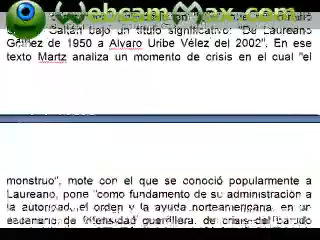 WebcamMax.com
Gaitán bajo un título significativo: "De Laureano
Gómez de 1950 a Alvaro Uribe Vélez del 2002". En ese
texto Martz analiza un momento de crisis en el cual "el
monstruo", mote con el que se conoció popularmente a
Laureano, pone "como fundamento de su administración a
la autoridad, el orden y la ayuda norteamericana, en un
escenario de intensidad guerrillera, de crisis del